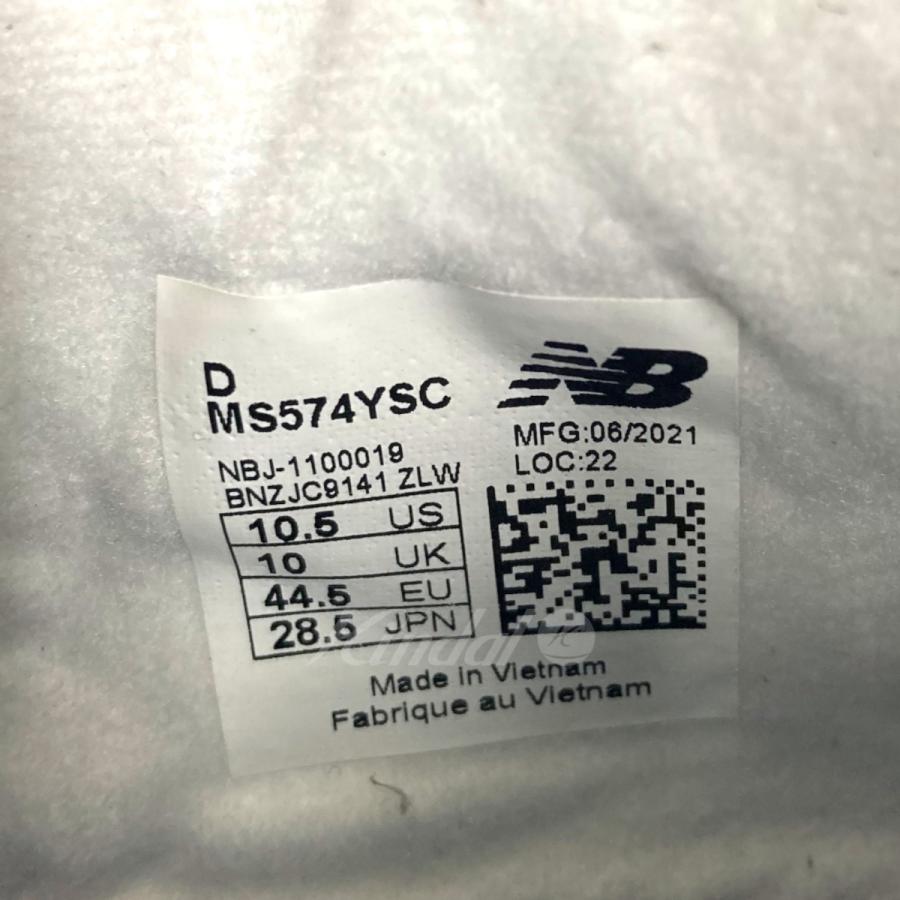 D
MS574YSC
NBJ-1100019
BNZJC9141 ZLW
10.5 US
10 UK
44.5 EU
28.5 JPN
NB
MFG:06/2021
LOC:22
Made in Vietnam
Fabrique au Vietnam